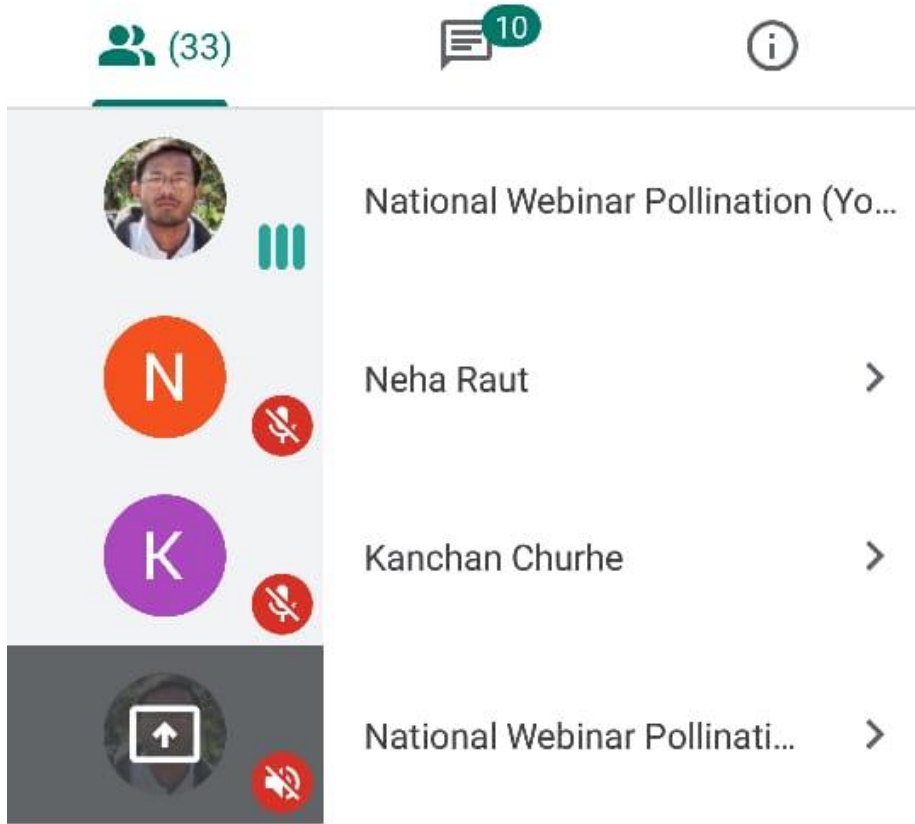 (33)
10
National Webinar Pollination (Yo...
N
Neha Raut
K
Kanchan Churhe
National Webinar Pollinati...